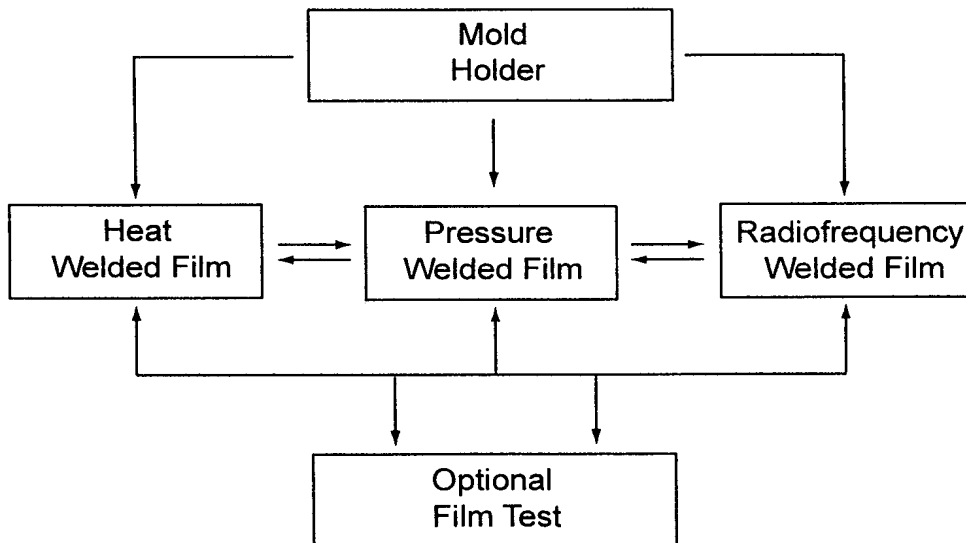 Mold
Holder
Heat
Welded Film
Pressure
Welded Film
Radiofrequency
Welded Film
Optional
Film Test